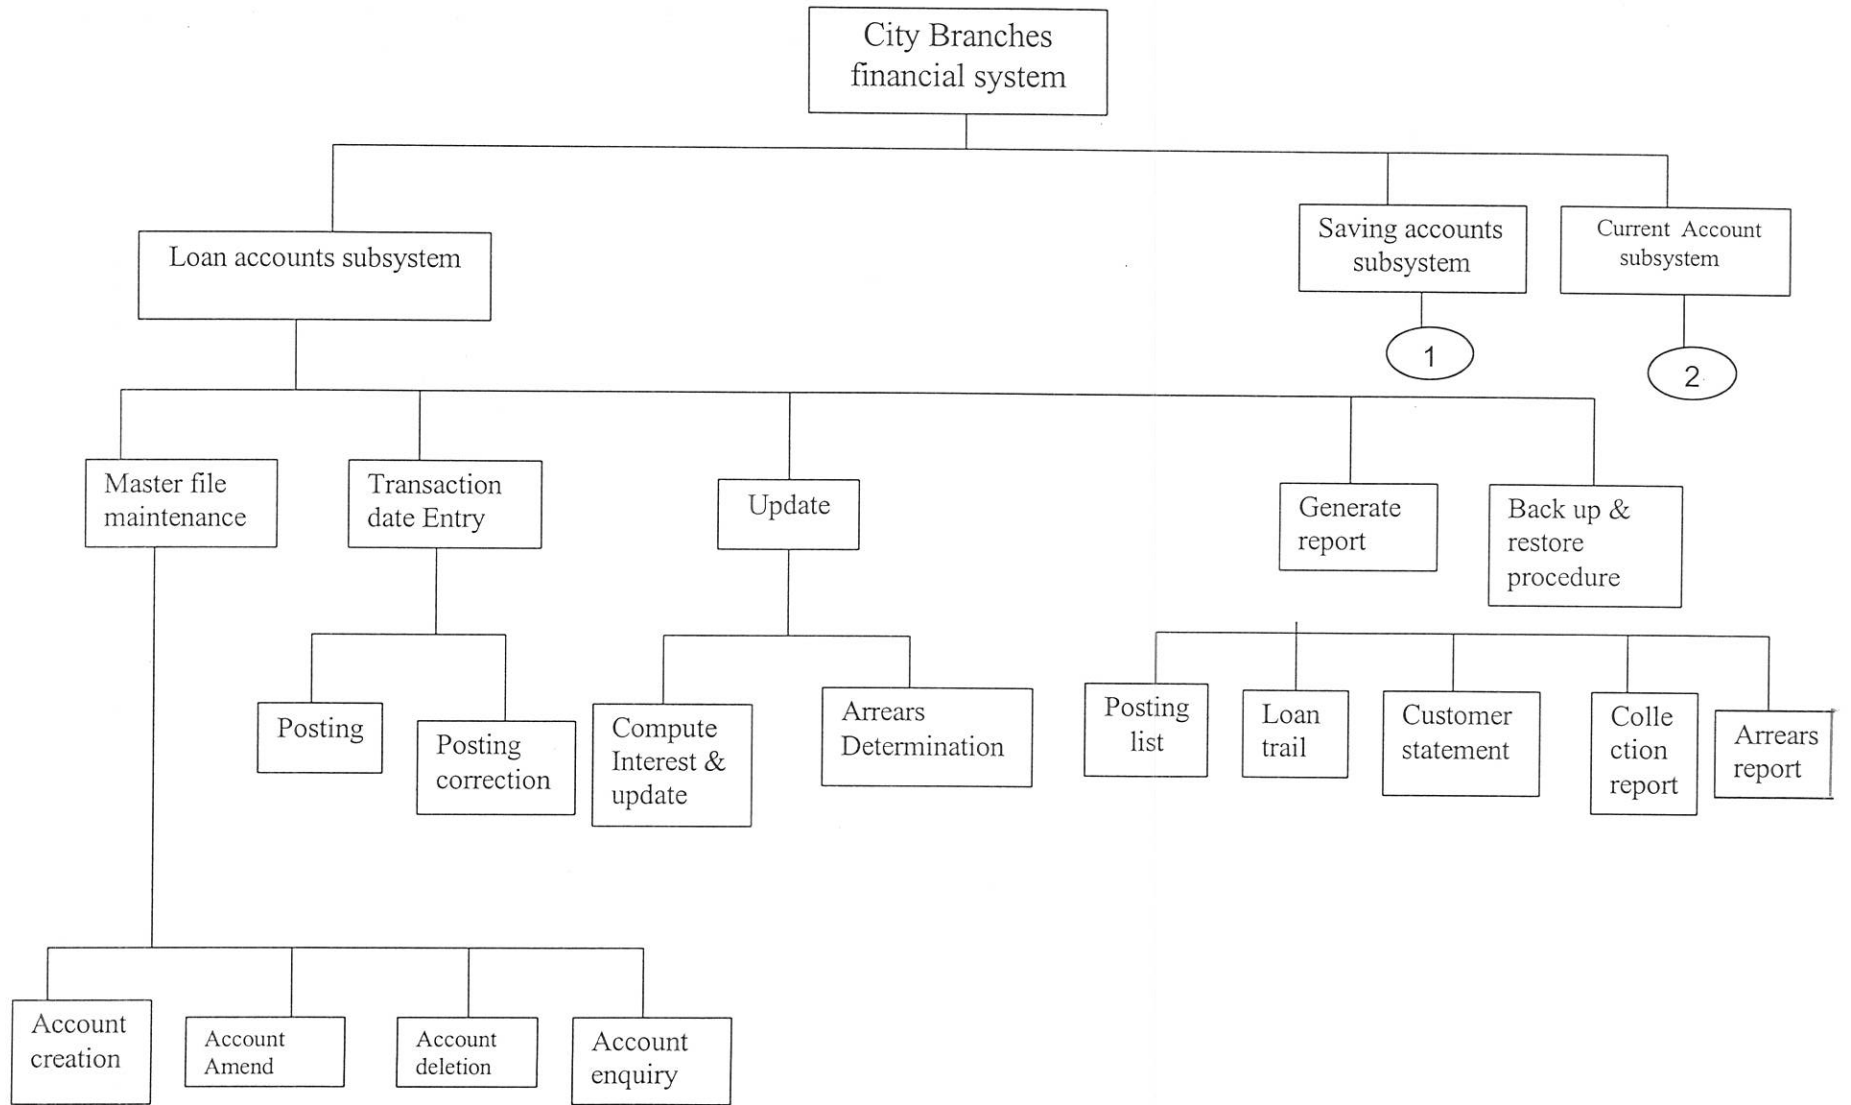 City Branches
financial system
Loan accounts subsystem
Saving accounts
subsystem
Current Account
subsystem
1
2
Master file
maintenance
Transaction
date Entry
Update
Generate
report
Back up &
restore
procedure
Posting
Posting
correction
Compute
Interest &
update
Arrears
Determination
Posting
list
Loan
trail
Customer
statement
Colle
ction
report
Arrears
report
Account
creation
Account
Amend
Account
deletion
Account
enquiry